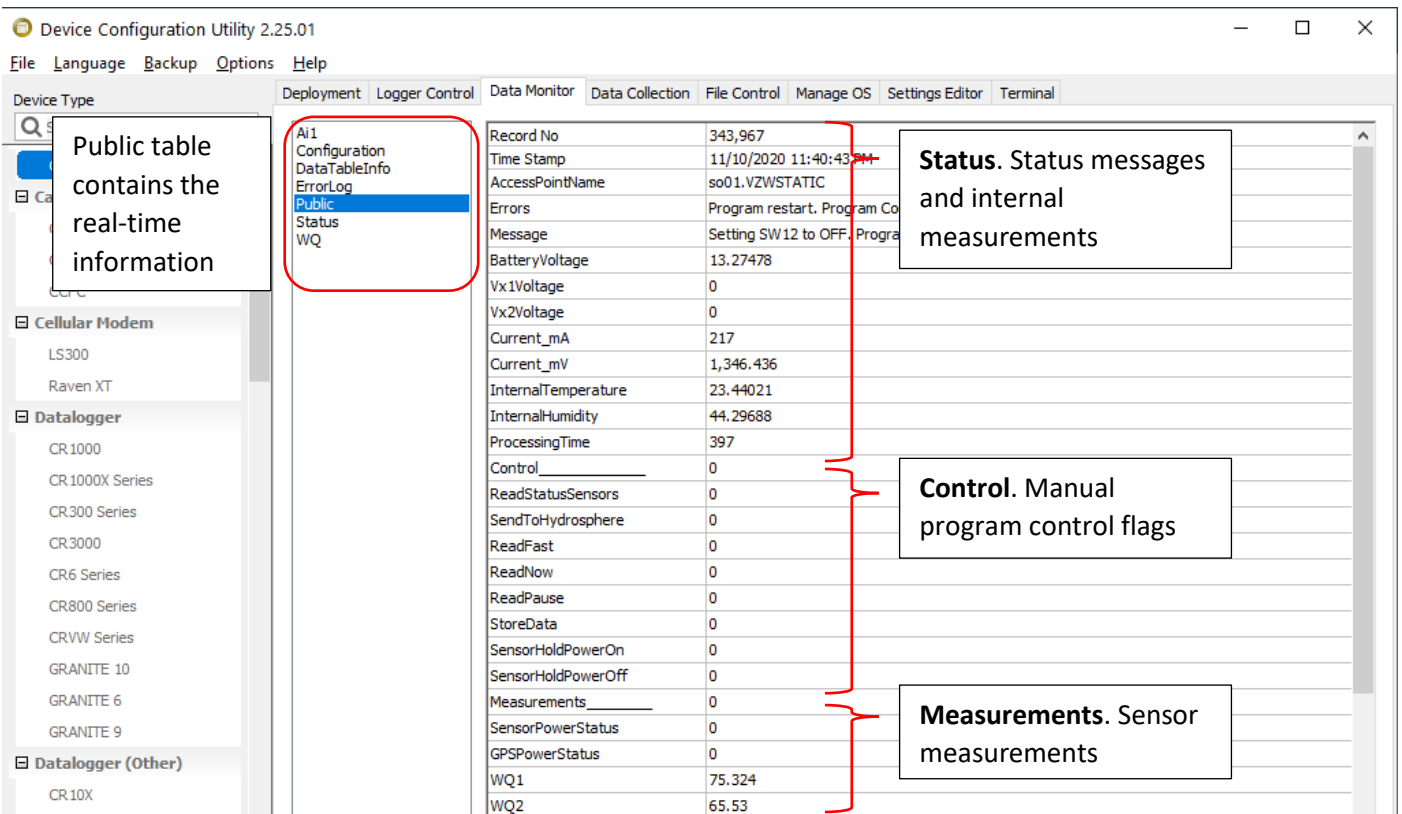 Device Configuration Utility 2.25.01
File Language Backup Options Help
Device Type
Deployment Logger Control Data Monitor Data Collection File Control Manage OS Settings Editor Terminal
Public table
contains the
real-time
information
Cellular Modem
LS300
Raven XT
Datalogger
CR1000
CR1000X Series
CR300 Series
CR3000
CR6 Series
CR800 Series
CRVW Series
GRANITE 10
GRANITE 6
GRANITE 9
Datalogger (Other)
CR10X
Ai1
Configuration
DataTableInfo
ErrorLog
Public
Status
WQ
Record No 343,967
Time Stamp 11/10/2020 11:40:43 PM
AccessPointName so01.VZWSTATIC
Errors Program restart. Program
Message Setting SW12 to OFF.
BatteryVoltage 13.27478
Vx1Voltage 0
Vx2Voltage 0
Current_mA 217
Current_mV 1,346.436
InternalTemperature 23.44021
InternalHumidity 44.29688
ProcessingTime 397
Control______________ 0
ReadStatusSensors 0
SendToHydrosphere 0
ReadFast 0
ReadNow 0
ReadPause 0
StoreData 0
SensorHoldPowerOn 0
SensorHoldPowerOff 0
Measurements________ 0
SensorPowerStatus 0
GPSPowerStatus 0
WQ1 75.324
WQ2 65.53
Status. Status messages
and internal
measurements
Control. Manual
program control flags
Measurements. Sensor
measurements